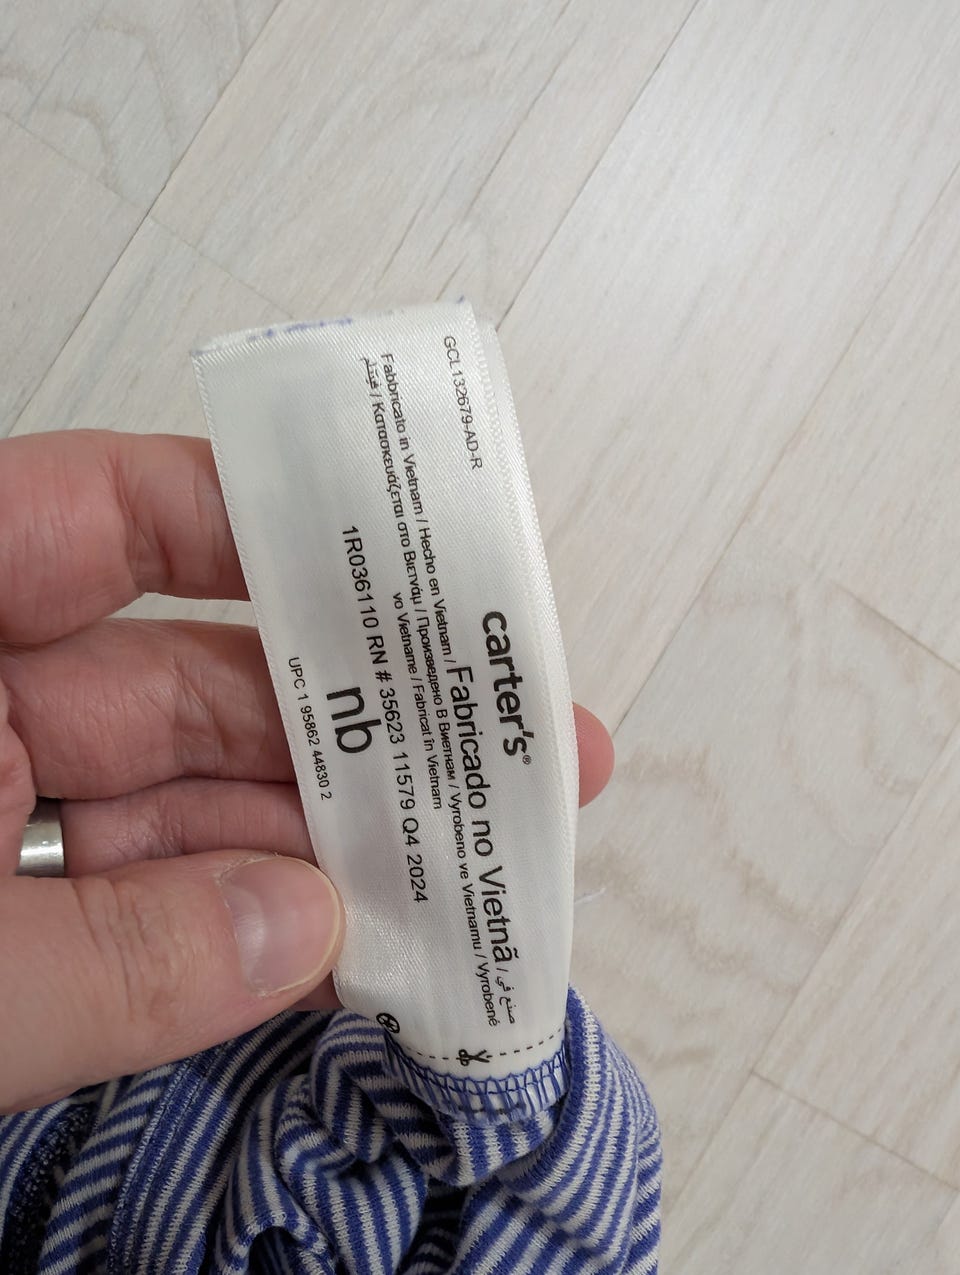 GCL132679-AD-R
carter's®
Fabricado no Vietnã / صنع في
Fabbricato in Vietnam / Hecho en Vietnam /
فيتنام / Κατασκευάζεται στο Βιετνάμ / Произведено В Виетнам / Vyrobeno ve Vietnamu / Vyrobené
vo Vietname / Fabricat în Vietnam
1R036110 RN # 35623 11579 Q4 2024
nb
UPC 1 95862 44830 2